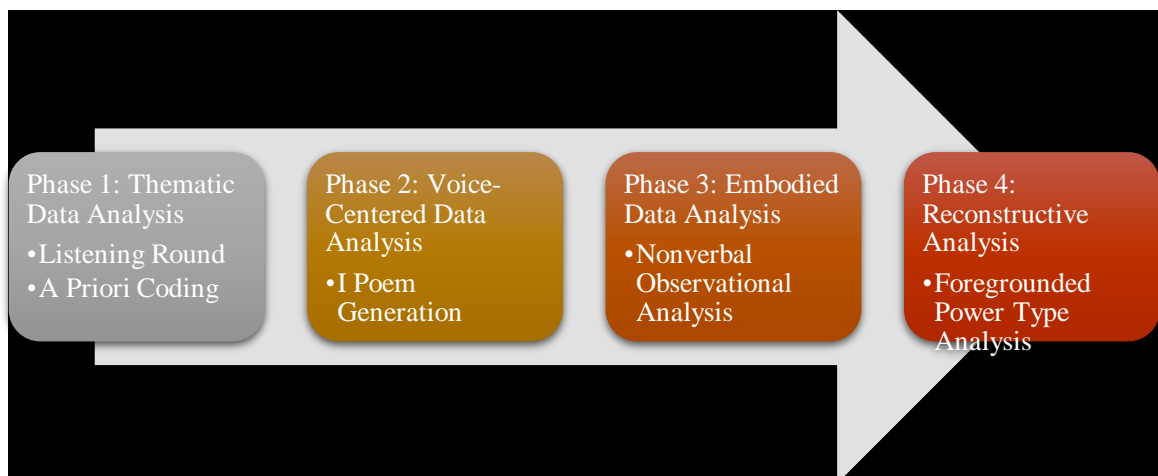 Phase 1: Thematic
Data Analysis
•Listening Round
•A Priori Coding
Phase 2: Voice-
Centered Data
Analysis
•I Poem
Generation
Phase 3: Embodied
Data Analysis
•Nonverbal
Observational
Analysis
Phase 4:
Reconstructive
Analysis
•Foregrounded
Power Type
Analysis